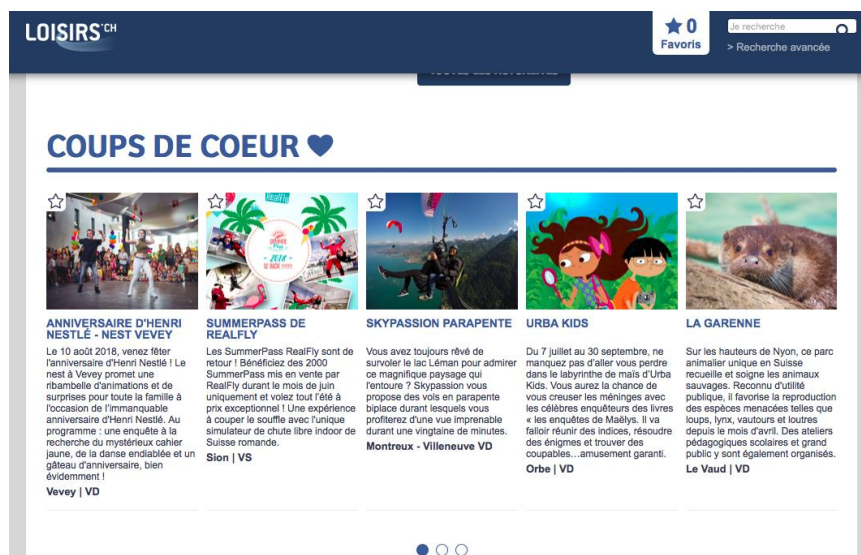 LOISIRS.CH
0
Favoris
Je recherche
> Recherche avancée
COUPS DE COEUR
ANNIVERSAIRE D'HENRI
NESTLÉ - NEST VEVEY
Le 10 août 2018, venez fêter
l'anniversaire d'Henri Nestlé ! Le
nest à Vevey promet une
ribambelle d'animations et de
surprises pour toute la famille à
l'occasion de l'immanquable
anniversaire d'Henri Nestlé. Au
programme : une enquête à la
recherche du mystérieux cahier
jaune, de la danse endiablée et un
gâteau d'anniversaire, bien
évidemment !
Vevey | VD
RealFly
2018
SUMMERPASS DE
REALFLY
Les SummerPass RealFly sont de
retour ! Bénéficiez des 2000
SummerPass mis en vente par
RealFly durant le mois de juin
uniquement et volez tout l'été à
prix exceptionnel ! Une expérience
à couper le souffle avec l'unique
simulateur de chute libre indoor de
Suisse romande.
Sion | VS
SKYPASSION PARAPENTE
Vous avez toujours rêvé de
survoler le lac Léman pour admirer
ce magnifique paysage qui
l'entoure ? Skypassion vous
propose des vols en parapente
biplace durant lesquels vous
profiterez d'une vue imprenable
durant une vingtaine de minutes.
Montreux - Villeneuve VD
URBA KIDS
Du 7 juillet au 30 septembre, ne
manquez pas d'aller vous perdre
dans le labyrinthe de maïs d'Urba
Kids. Vous aurez la chance de
vous creuser les méninges avec
les célèbres enquêteurs des livres
« les enquêtes de Maëlys. Il va
falloir réunir des indices, résoudre
des énigmes et trouver des
coupables…amusement garanti.
Orbe | VD
LA GARENNE
Sur les hauteurs de Nyon, ce parc
animalier unique en Suisse
recueille et soigne les animaux
sauvages. Reconnu d'utilité
publique, il favorise la reproduction
des espèces menacées telles que
loups, lynx, vautours et loutres
depuis le mois d'avril. Des ateliers
pédagogiques scolaires et grand
public y sont également organisés.
Le Vaud | VD